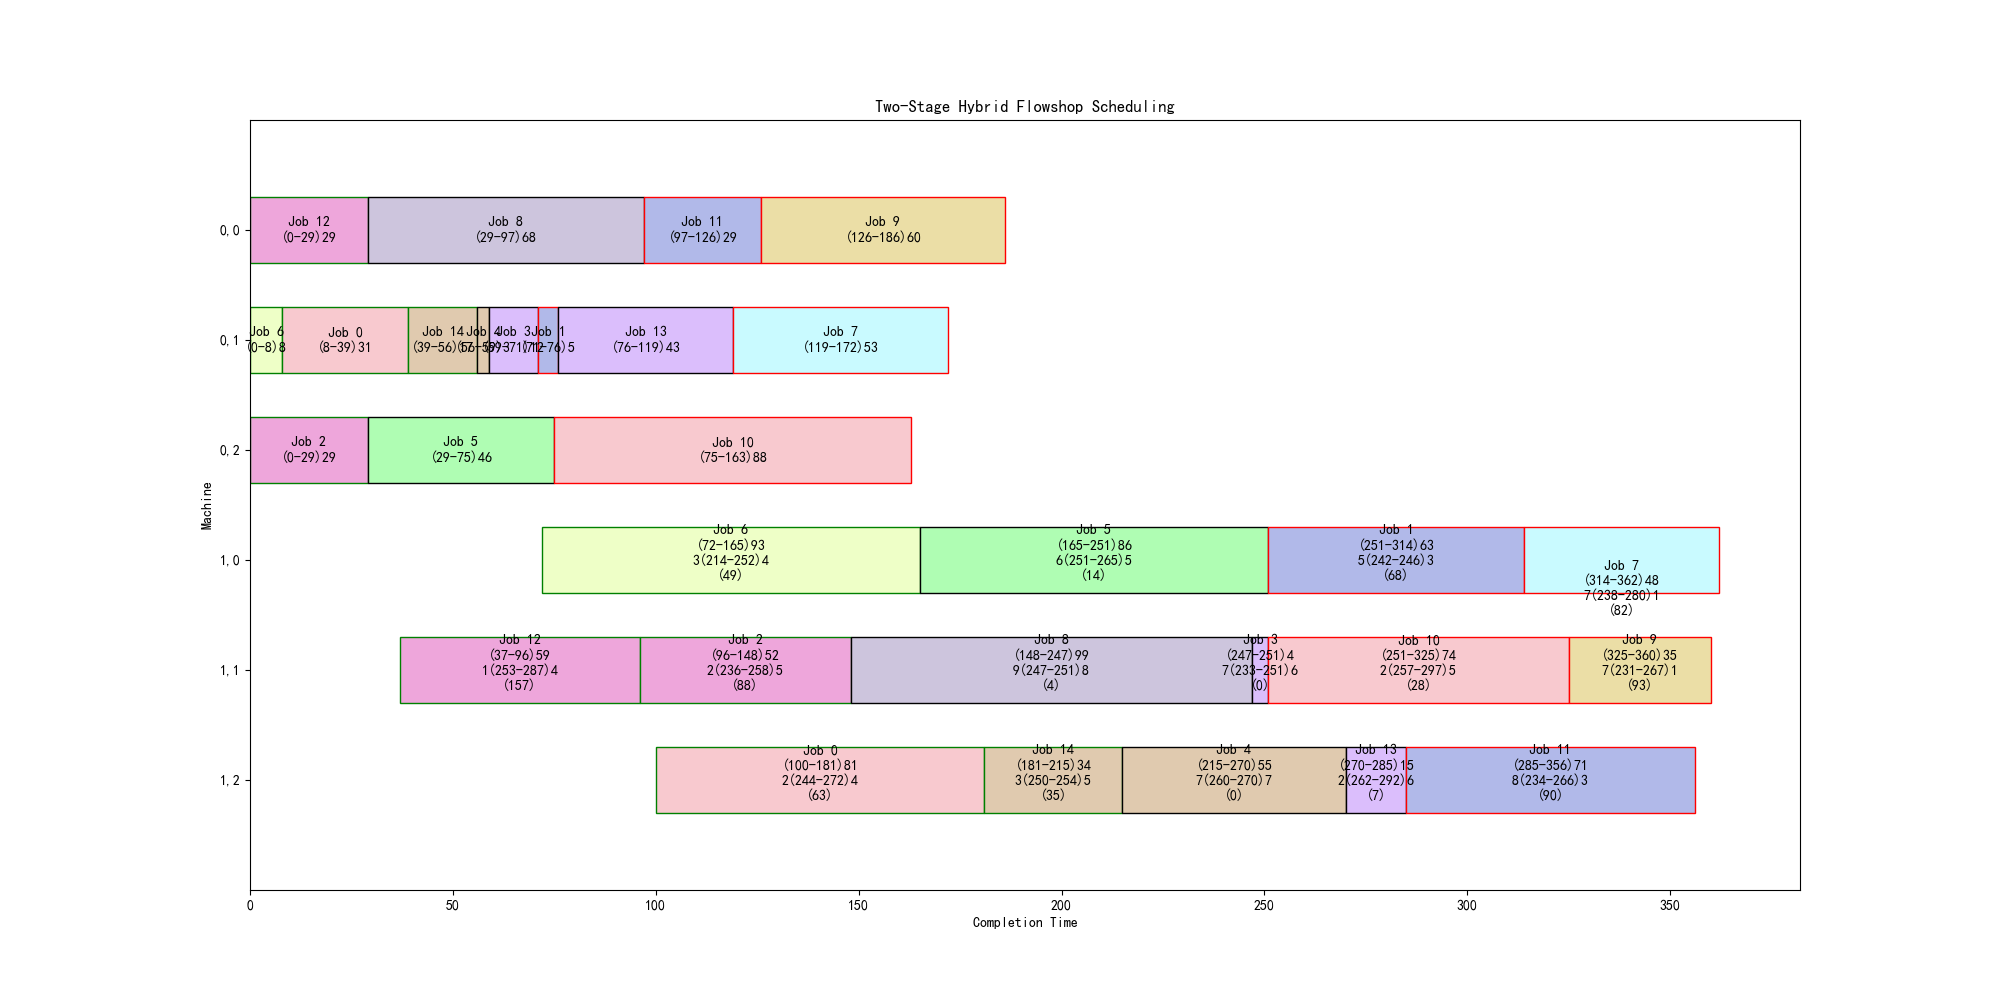 Two-Stage Hybrid Flowshop Scheduling
Machine
0,0
Job 12
(0-29)29
Job 8
(29-97)68
Job 11
(97-126)29
Job 9
(126-186)60
0,1
Job 6
(0-8)8
Job 0
(8-39)31
Job 14
(39-56)17
Job 4
(56-59)3
Job 3
(59-71)12
Job 1
(71-76)5
Job 13
(76-119)43
Job 7
(119-172)53
0,2
Job 2
(0-29)29
Job 5
(29-75)46
Job 10
(75-163)88
1,0
Job 6
(72-165)93
3(214-252)4
(49)
Job 5
(165-251)86
6(251-265)5
(14)
Job 1
(251-314)63
5(242-246)3
(68)
Job 7
(314-362)48
7(238-280)1
(82)
1,1
Job 12
(37-96)59
1(253-287)4
(157)
Job 2
(96-148)52
2(236-258)5
(88)
Job 8
(148-247)99
9(247-251)8
(4)
Job 3
(247-251)4
7(233-251)6
(0)
Job 10
(251-325)74
2(257-297)5
(28)
Job 9
(325-360)35
7(231-267)1
(93)
1,2
Job 0
(100-181)81
2(244-272)4
(63)
Job 14
(181-215)34
3(250-254)5
(35)
Job 4
(215-270)55
7(260-270)7
(0)
Job 13
(270-285)15
2(262-292)6
(7)
Job 11
(285-356)71
8(234-266)3
(90)
0
50
100
150
200
250
300
350
Completion Time